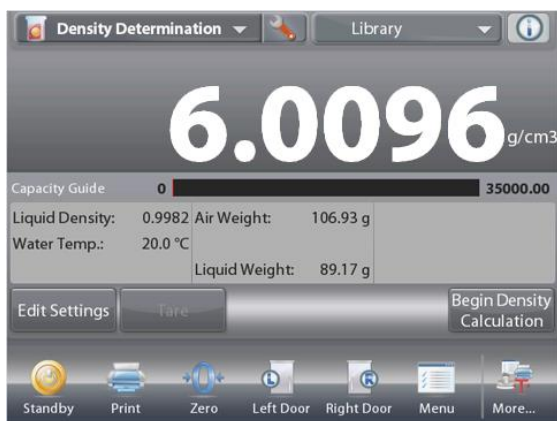 Density Determination Library
6.0096 g/cm3
Capacity Guide 0 35000.00
Liquid Density: 0.9982 Air Weight: 106.93 g
Water Temp.: 20.0 °C
Liquid Weight: 89.17 g
Edit Settings Tare Begin Density
Calculation
Standby Print Zero Left Door Right Door Menu More...